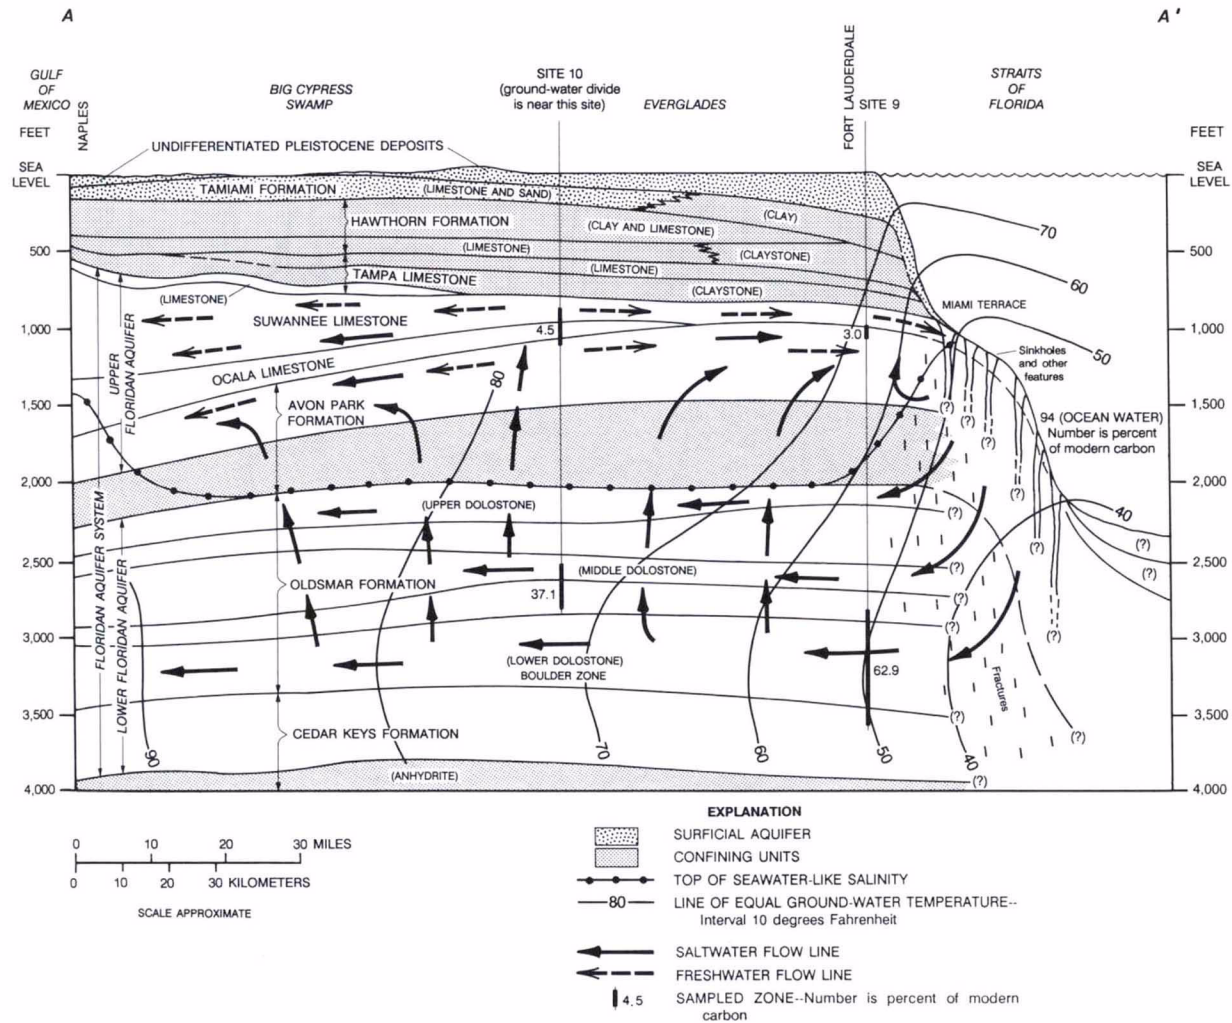 A
A'
GULF
OF
MEXICO
NAPLES
BIG CYPRESS
SWAMP
SITE 10
(ground-water divide
is near this site)
EVERGLADES
FORT LAUDERDALE
SITE 9
STRAITS
OF
FLORIDA
FEET
FEET
SEA
LEVEL
SEA
LEVEL
UNDIFFERENTIATED PLEISTOCENE DEPOSITS
TAMIAMI FORMATION
(LIMESTONE AND SAND)
HAWTHORN FORMATION
(CLAY AND LIMESTONE)
(CLAY)
70
500
500
(LIMESTONE)
(CLAYSTONE)
TAMPA LIMESTONE
(LIMESTONE)
60
(LIMESTONE)
(CLAYSTONE)
MIAMI TERRACE
SUWANNEE LIMESTONE
1,000
4.5
3.0
1,000
50
Sinkholes
and other
features
OCALA LIMESTONE
UPPER
FLORIDAN AQUIFER
80
AVON PARK
FORMATION
1,500
(?)
(?)
(?)
1,500
94 (OCEAN WATER)
Number is percent
of modern carbon
2,000
(?)
2,000
(UPPER DOLOSTONE)
(?)
40
(?)
(?)
2,500
2,500
FLORIDAN AQUIFER SYSTEM
LOWER FLORIDAN AQUIFER
(MIDDLE DOLOSTONE)
(?)
(?)
OLDSMAR FORMATION
37.1
(?)
(?)
3,000
(?)
3,000
(LOWER DOLOSTONE)
BOULDER ZONE
62.9
Fractures
3,500
(?)
3,500
CEDAR KEYS FORMATION
(?)
90
70
60
50
40
(ANHYDRITE)
(?)
4,000
4,000
0 10 20 30 MILES
0 10 20 30 KILOMETERS
SCALE APPROXIMATE
EXPLANATION
SURFICIAL AQUIFER
CONFINING UNITS
TOP OF SEAWATER-LIKE SALINITY
80 LINE OF EQUAL GROUND-WATER TEMPERATURE--
Interval 10 degrees Fahrenheit
SALTWATER FLOW LINE
FRESHWATER FLOW LINE
4.5 SAMPLED ZONE--Number is percent of modern
carbon